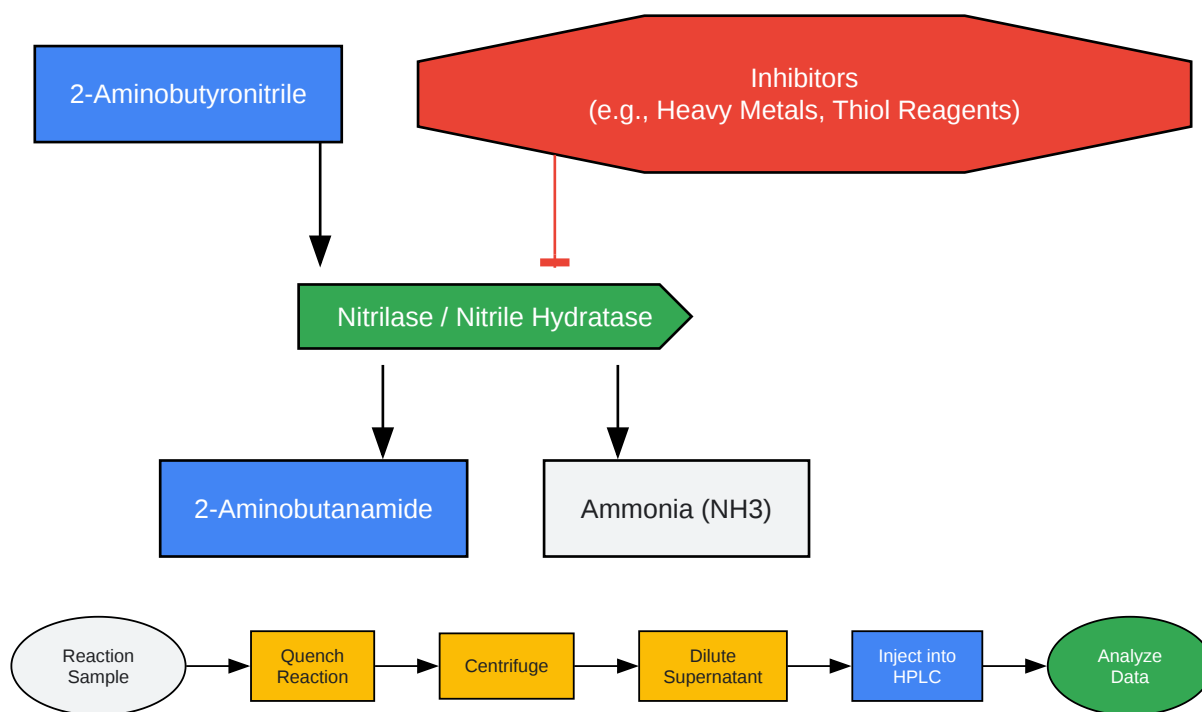 2-Aminobutyronitrile
Inhibitors
(e.g., Heavy Metals, Thiol Reagents)
Nitrilase / Nitrile Hydratase
2-Aminobutanamide
Ammonia (NH3)
Reaction
Sample
Quench
Reaction
Centrifuge
Dilute
Supernatant
Inject into
HPLC
Analyze
Data